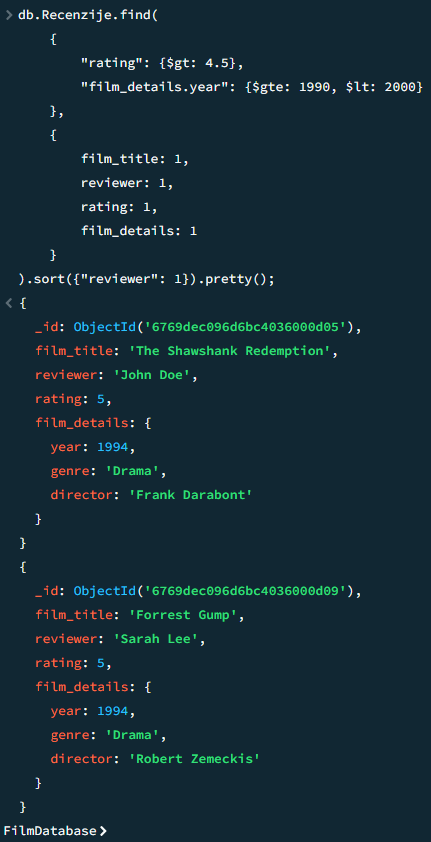 > db.Recenzije.find(
{
"rating": {$gt: 4.5},
"film_details.year": {$gte: 1990, $lt: 2000}
},
{
film_title: 1,
reviewer: 1,
rating: 1,
film_details: 1
}
).sort({"reviewer": 1}).pretty();
< {
_id: ObjectId('6769dec096d6bc4036000d05'),
film_title: 'The Shawshank Redemption',
reviewer: 'John Doe',
rating: 5,
film_details: {
year: 1994,
genre: 'Drama',
director: 'Frank Darabont'
}
}
{
_id: ObjectId('6769dec096d6bc4036000d09'),
film_title: 'Forrest Gump',
reviewer: 'Sarah Lee',
rating: 5,
film_details: {
year: 1994,
genre: 'Drama',
director: 'Robert Zemeckis'
}
}
FilmDatabase>